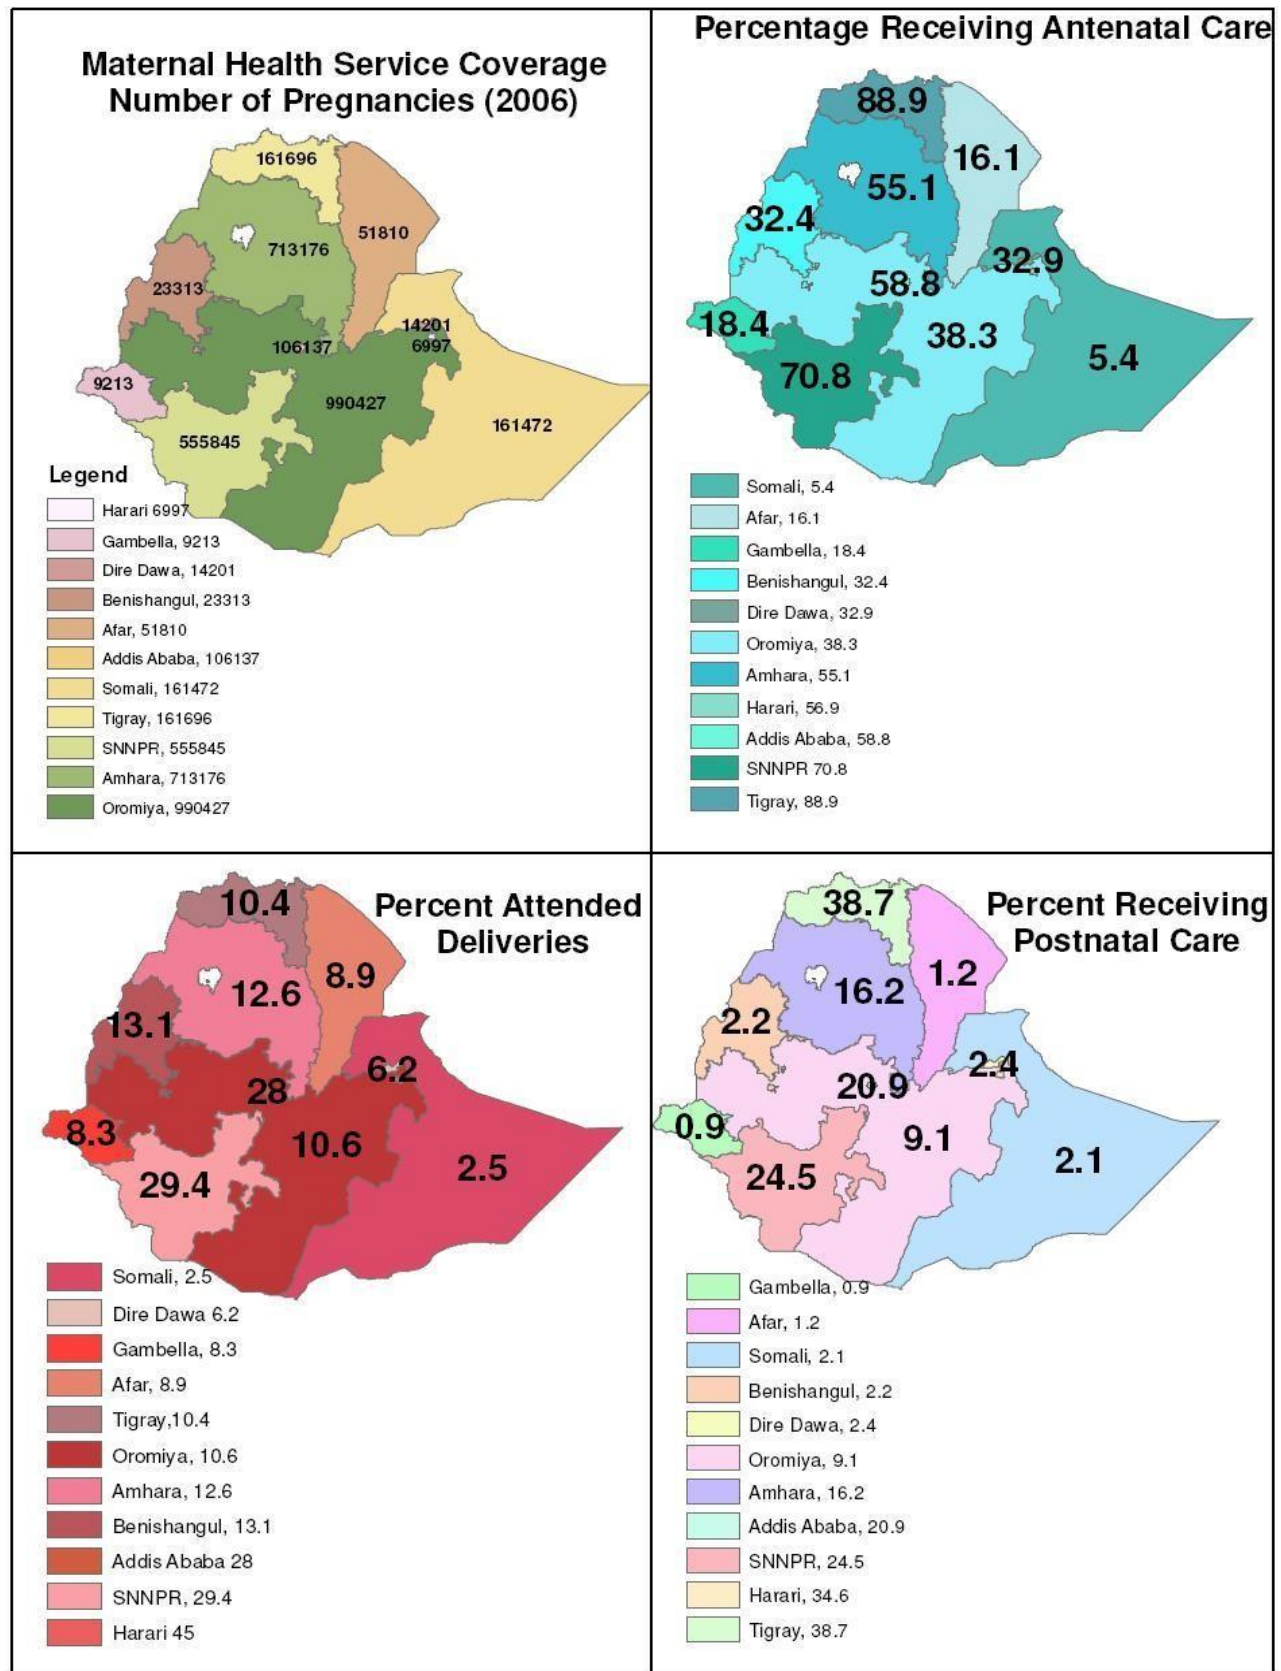 Maternal Health Service Coverage
Number of Pregnancies (2006)
161696
51810
713176
23313
14201
6997
106137
9213
990427
161472
555845
Legend
Harari 6997
Gambella, 9213
Dire Dawa, 14201
Benishangul, 23313
Afar, 51810
Addis Ababa, 106137
Somali, 161472
Tigray, 161696
SNNPR, 555845
Amhara, 713176
Oromiya, 990427
Percentage Receiving Antenatal Care
88.9
16.1
55.1
32.4
32.9
58.8
18.4
38.3
5.4
70.8
Somali, 5.4
Afar, 16.1
Gambella, 18.4
Benishangul, 32.4
Dire Dawa, 32.9
Oromiya, 38.3
Amhara, 55.1
Harari, 56.9
Addis Ababa, 58.8
SNNPR 70.8
Tigray, 88.9
Percent Attended
Deliveries
10.4
8.9
12.6
13.1
6.2
28
8.3
10.6
2.5
29.4
Somali, 2.5
Dire Dawa 6.2
Gambella, 8.3
Afar, 8.9
Tigray,10.4
Oromiya, 10.6
Amhara, 12.6
Benishangul, 13.1
Addis Ababa 28
SNNPR, 29.4
Harari 45
Percent Receiving
Postnatal Care
38.7
1.2
16.2
2.2
2.4
20.9
0.9
9.1
2.1
24.5
Gambella, 0.9
Afar, 1.2
Somali, 2.1
Benishangul, 2.2
Dire Dawa, 2.4
Oromiya, 9.1
Amhara, 16.2
Addis Ababa, 20.9
SNNPR, 24.5
Harari, 34.6
Tigray, 38.7